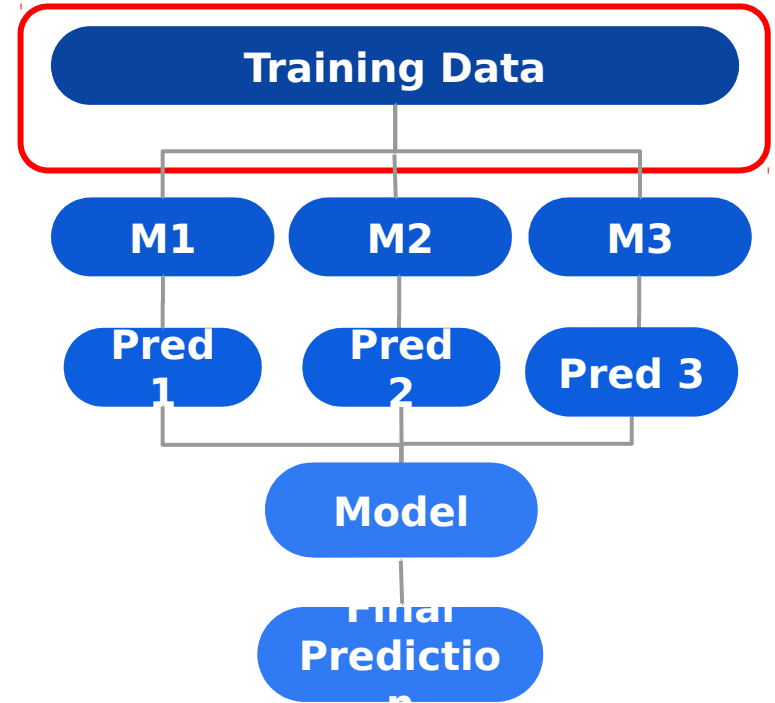 Training Data
M1 M2 M3
Pred Pred Pred 3
1 2
Model
Final
Predictio
n